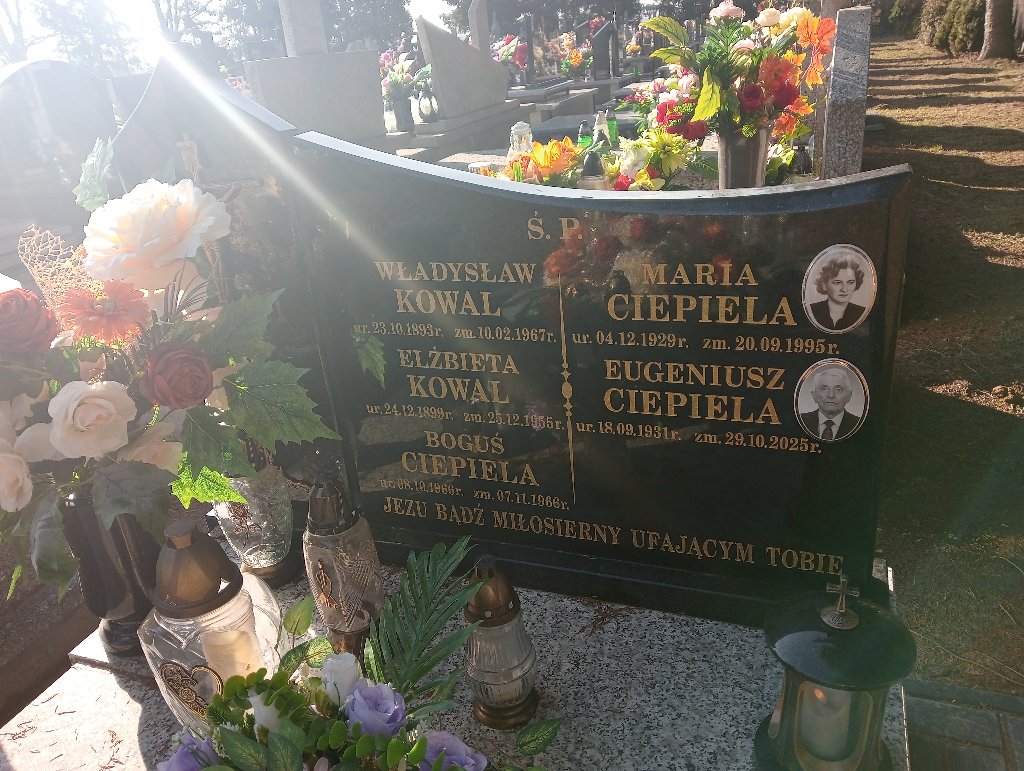 Ś. P.
WŁADYSŁAW
KOWAL
ur. 23.10.1893r. zm. 10.02.1967r.
ELŻBIETA
KOWAL
ur. 24.12.1899r. zm. 25.12.1955r.
BOGUŚ
CIEPIELA
ur. 08.10.1966r. zm. 07.11.1966r.
MARIA
CIEPIELA
ur. 04.12.1929r. zm. 20.09.1995r.
EUGENIUSZ
CIEPIELA
ur. 18.09.1931r. zm. 29.10.2025r.
JEZU BĄDŹ MIŁOSIERNY UFAJĄCYM TOBIE